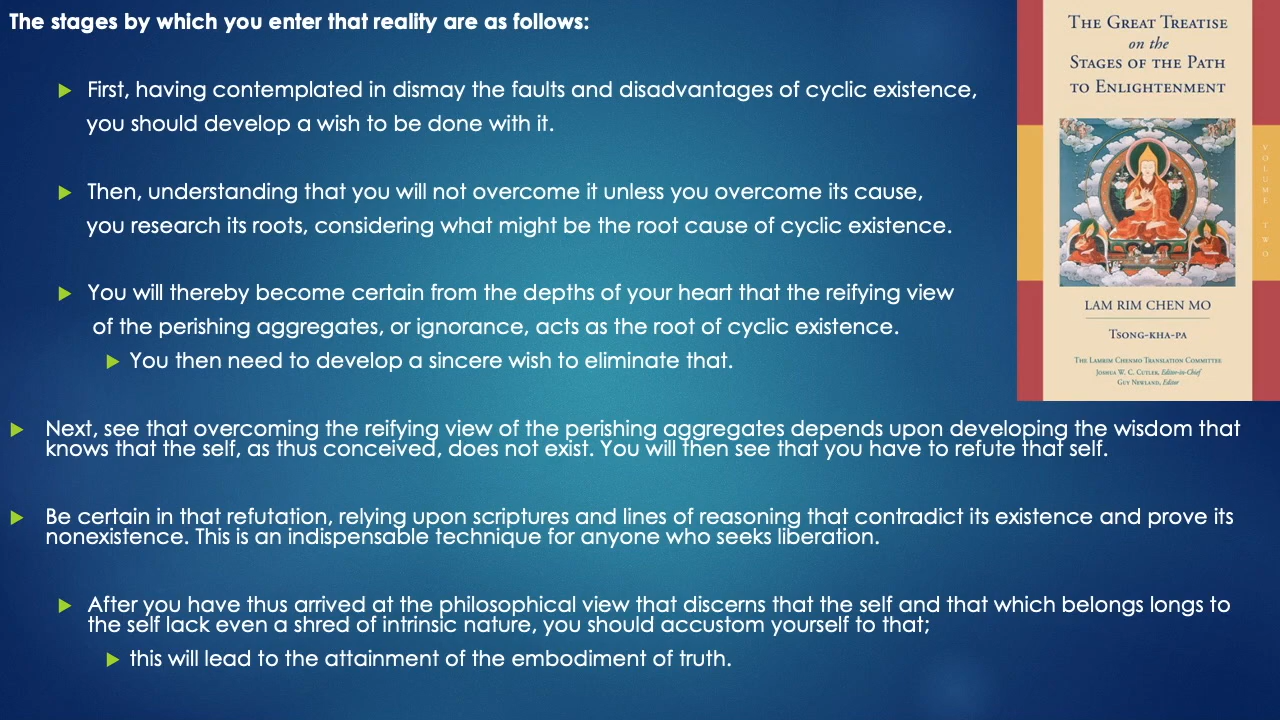 The stages by which you enter that reality are as follows:
First, having contemplated in dismay the faults and disadvantages of cyclic existence,
you should develop a wish to be done with it.
Then, understanding that you will not overcome it unless you overcome its cause,
you research its roots, considering what might be the root cause of cyclic existence.
You will thereby become certain from the depths of your heart that the reifying view
of the perishing aggregates, or ignorance, acts as the root of cyclic existence.
You then need to develop a sincere wish to eliminate that.
Next, see that overcoming the reifying view of the perishing aggregates depends upon developing the wisdom that
knows that the self, as thus conceived, does not exist. You will then see that you have to refute that self.
Be certain in that refutation, relying upon scriptures and lines of reasoning that contradict its existence and prove its
nonexistence. This is an indispensable technique for anyone who seeks liberation.
After you have thus arrived at the philosophical view that discerns that the self and that which belongs longs to
the self lack even a shred of intrinsic nature, you should accustom yourself to that;
this will lead to the attainment of the embodiment of truth.
The Great Treatise
on the
Stages of the Path
to Enlightenment
VOLUME TWO
LAM RIM CHEN MO
Tsong-kha-pa
The Lamrim Chenmo Translation Committee
Joshua W. C. Cutler, Editor-in-Chief
Guy Newland, Editor